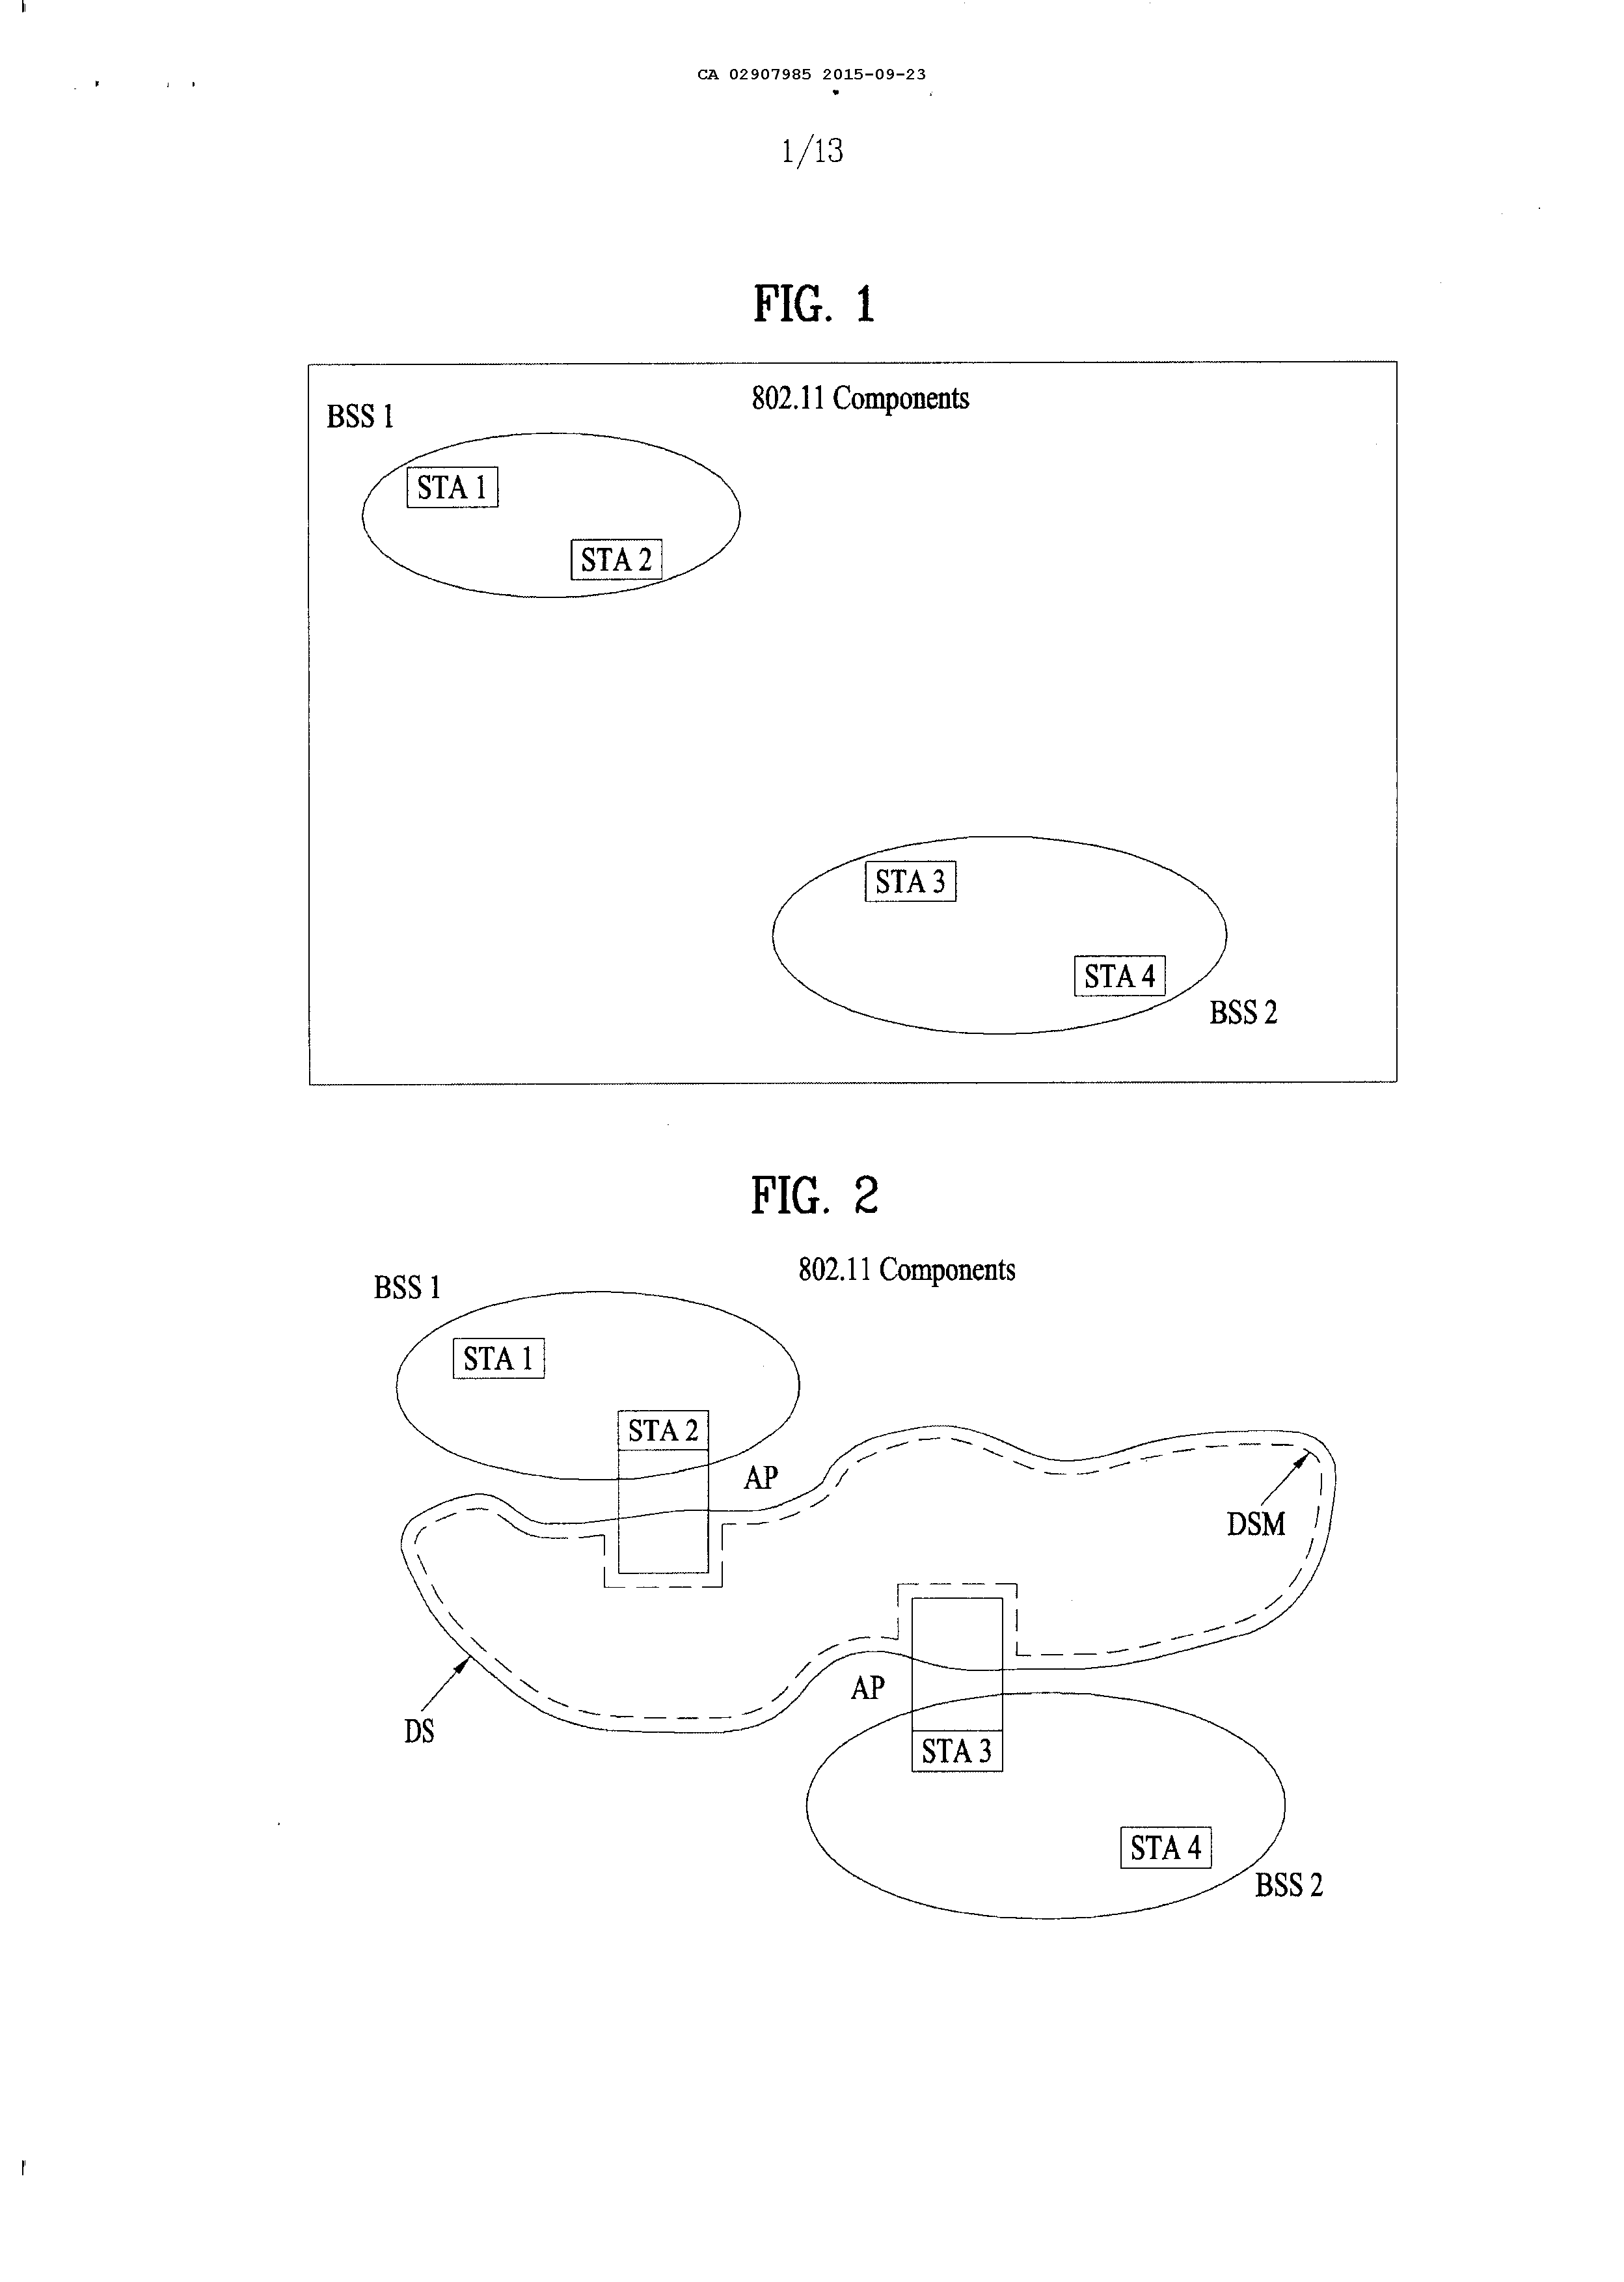 CA 02907985 2015-09-23
1/13
FIG. 1
802.11 Components
BSS 1
STA 1
STA 2
STA 3
STA 4
BSS 2
FIG. 2
802.11 Components
BSS 1
STA 1
STA 2
AP
DSM
AP
DS
STA 3
STA 4
BSS 2